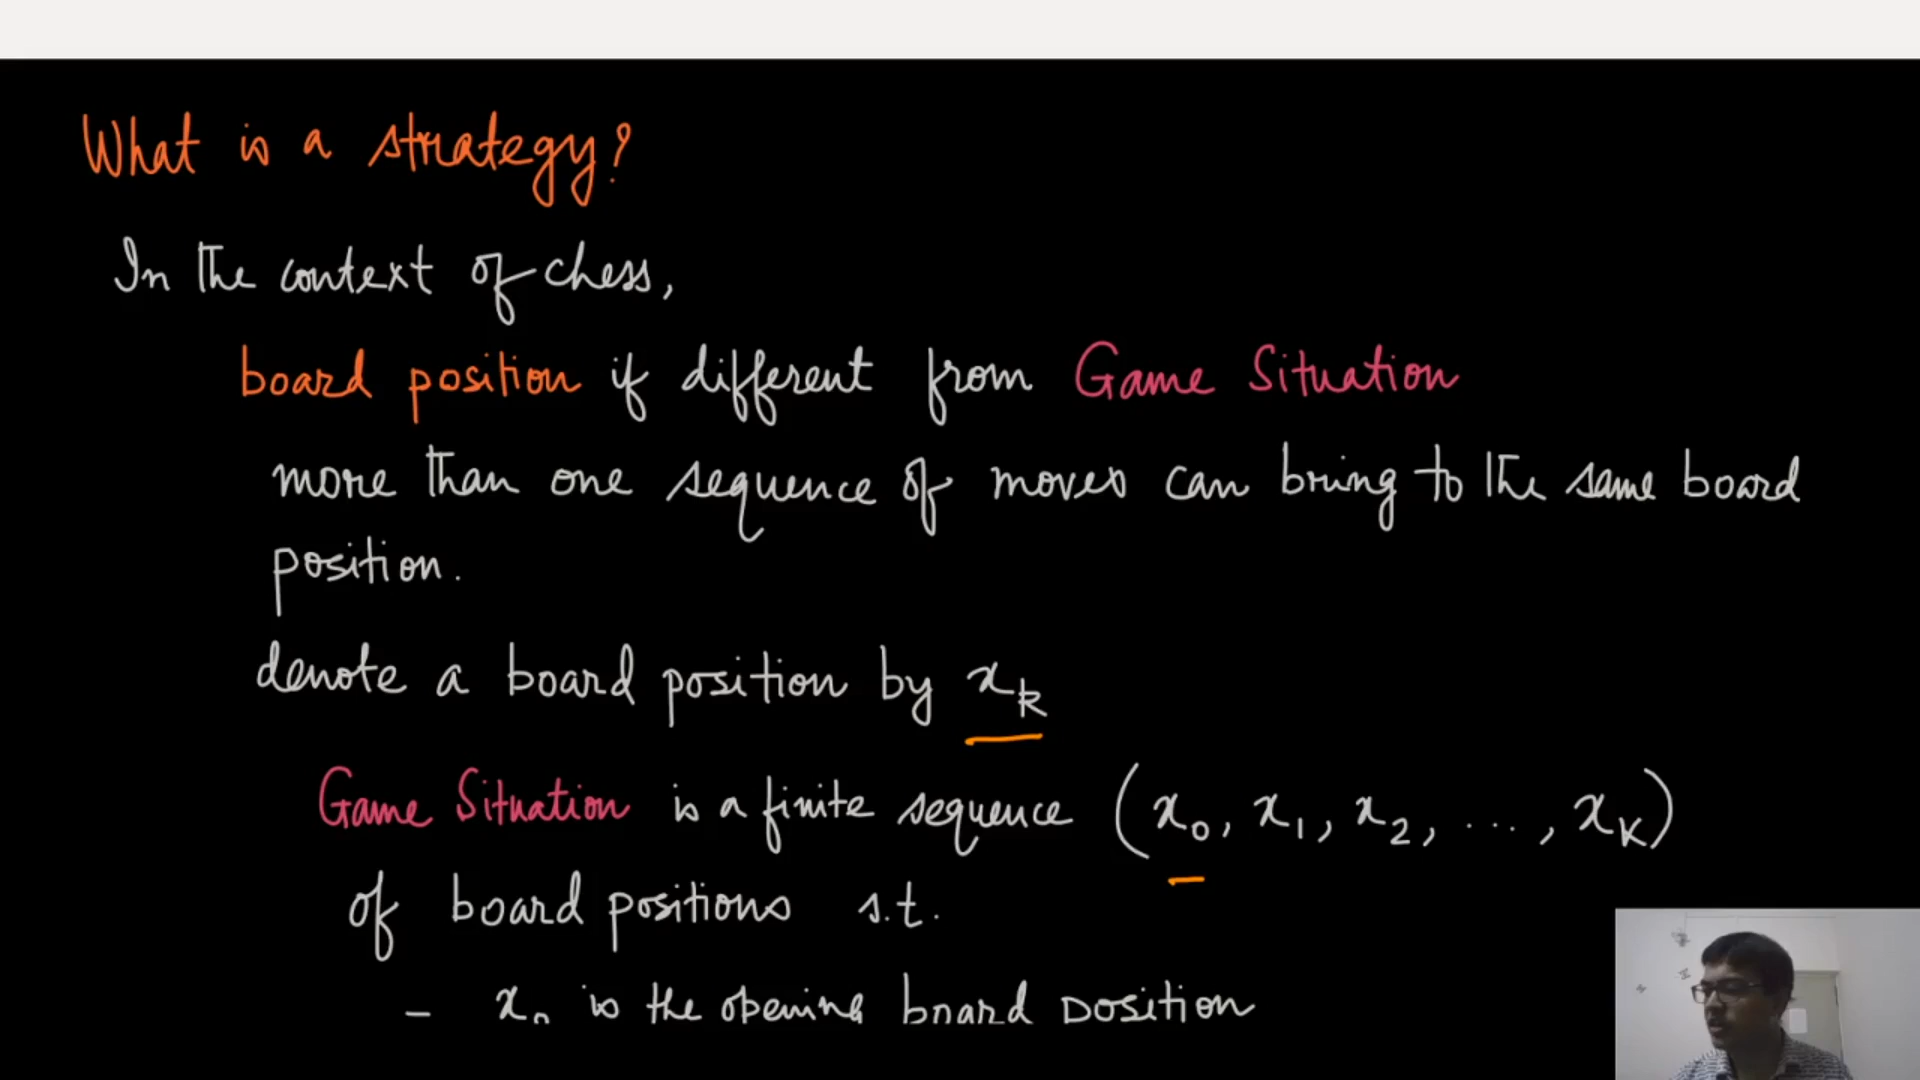 What is a strategy?
In the context of chess,
board position if different from Game Situation
more than one sequence of moves can bring to the same board
position.
denote a board position by x_k
Game Situation is a finite sequence (x_0, x_1, x_2, ..., x_K)
of board positions s.t.
- x_0 is the opening board position